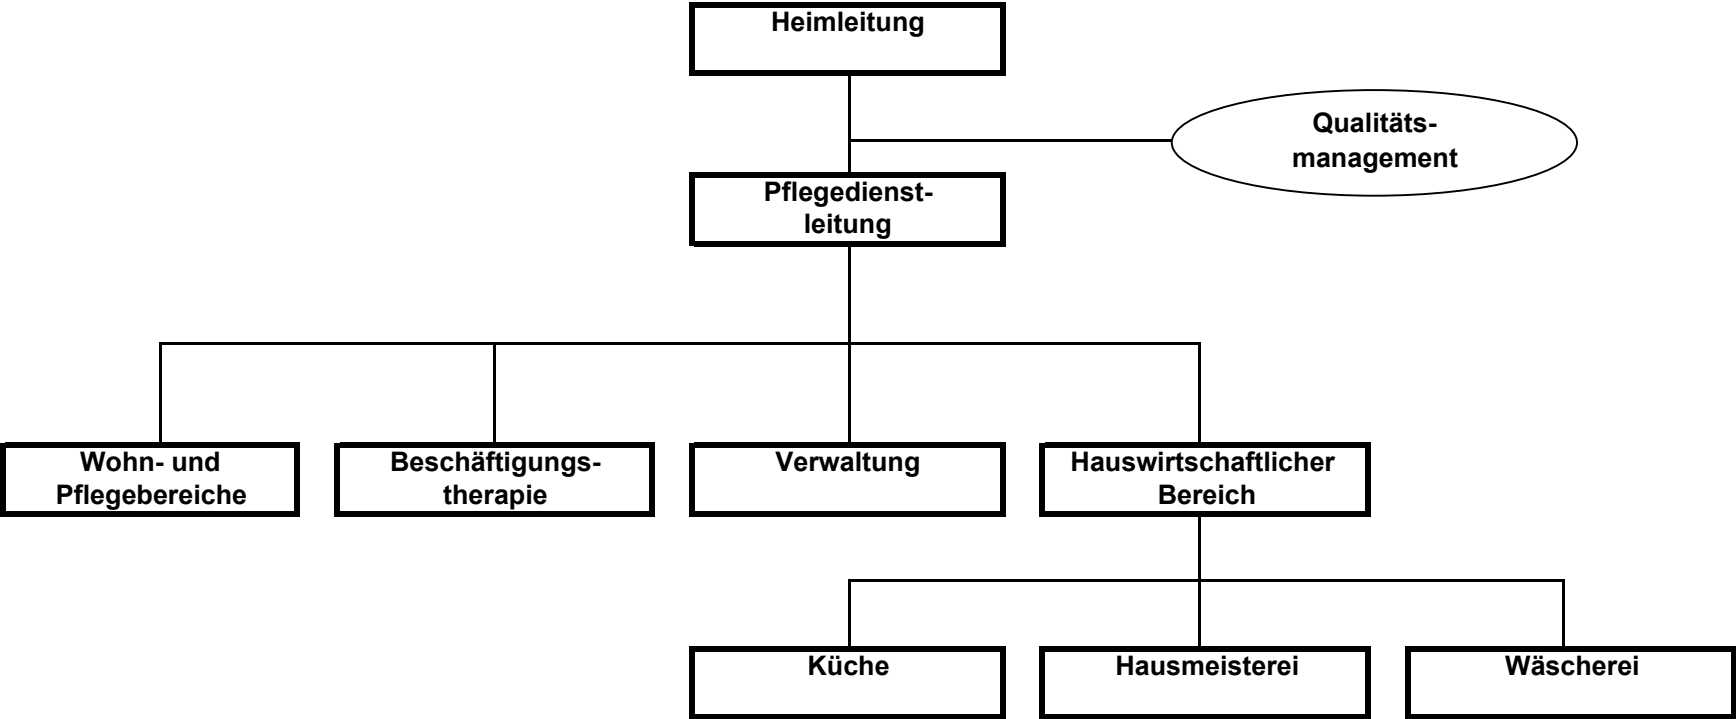 Heimleitung
Qualitäts-
management
Pflegedienst-
leitung
Wohn- und
Pflegebereiche
Beschäftigungs-
therapie
Verwaltung
Hauswirtschaftlicher
Bereich
Küche
Hausmeisterei
Wäscherei